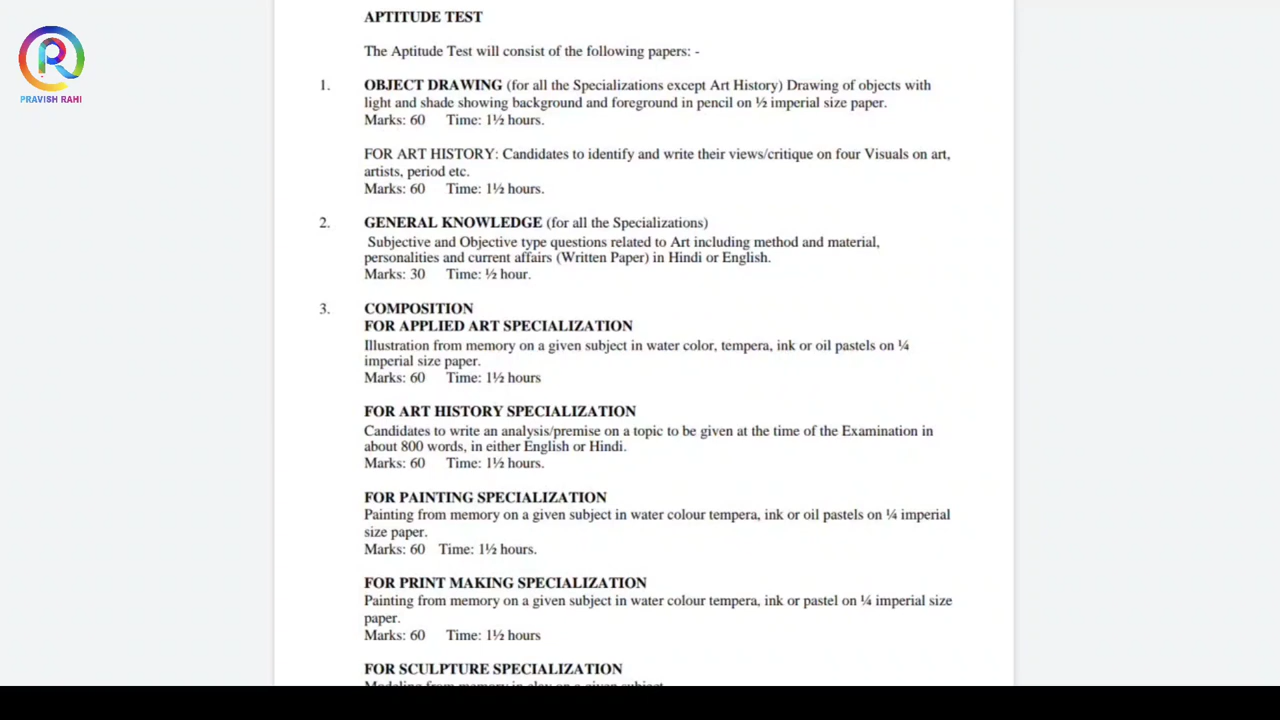 PRAVISH RAHI
APTITUDE TEST
The Aptitude Test will consist of the following papers: -
1. OBJECT DRAWING (for all the Specializations except Art History) Drawing of objects with
light and shade showing background and foreground in pencil on ½ imperial size paper.
Marks: 60 Time: 1½ hours.
FOR ART HISTORY: Candidates to identify and write their views/critique on four Visuals on art,
artists, period etc.
Marks: 60 Time: 1½ hours.
2. GENERAL KNOWLEDGE (for all the Specializations)
Subjective and Objective type questions related to Art including method and material,
personalities and current affairs (Written Paper) in Hindi or English.
Marks: 30 Time: ½ hour.
3. COMPOSITION
FOR APPLIED ART SPECIALIZATION
Illustration from memory on a given subject in water color, tempera, ink or oil pastels on ¼
imperial size paper.
Marks: 60 Time: 1½ hours
FOR ART HISTORY SPECIALIZATION
Candidates to write an analysis/premise on a topic to be given at the time of the Examination in
about 800 words, in either English or Hindi.
Marks: 60 Time: 1½ hours.
FOR PAINTING SPECIALIZATION
Painting from memory on a given subject in water colour tempera, ink or oil pastels on ¼ imperial
size paper.
Marks: 60 Time: 1½ hours.
FOR PRINT MAKING SPECIALIZATION
Painting from memory on a given subject in water colour tempera, ink or pastel on ¼ imperial size
paper.
Marks: 60 Time: 1½ hours
FOR SCULPTURE SPECIALIZATION
Modeling from memory in clay on a given subject